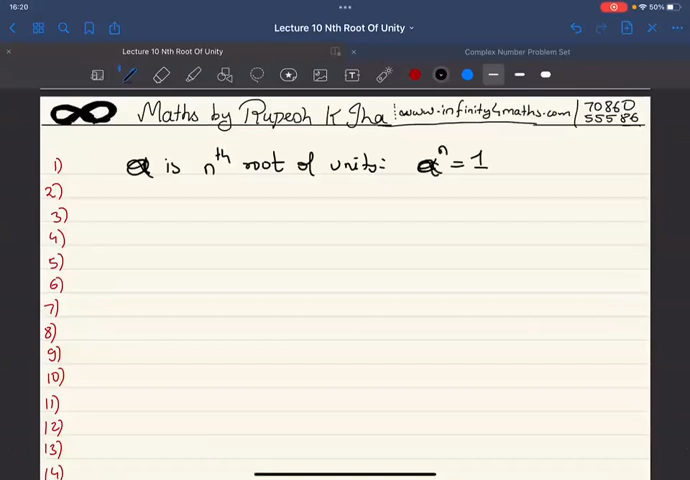 16:20
50%
Lecture 10 Nth Root Of Unity
Lecture 10 Nth Root Of Unity
Complex Number Problem Set
Maths by Rupesh K Jha
www.infinity4maths.com
70860
55586
1) α is nth root of unity: α^n = 1
2)
3)
4)
5)
6)
7)
8)
9)
10)
11)
12)
13)
14)